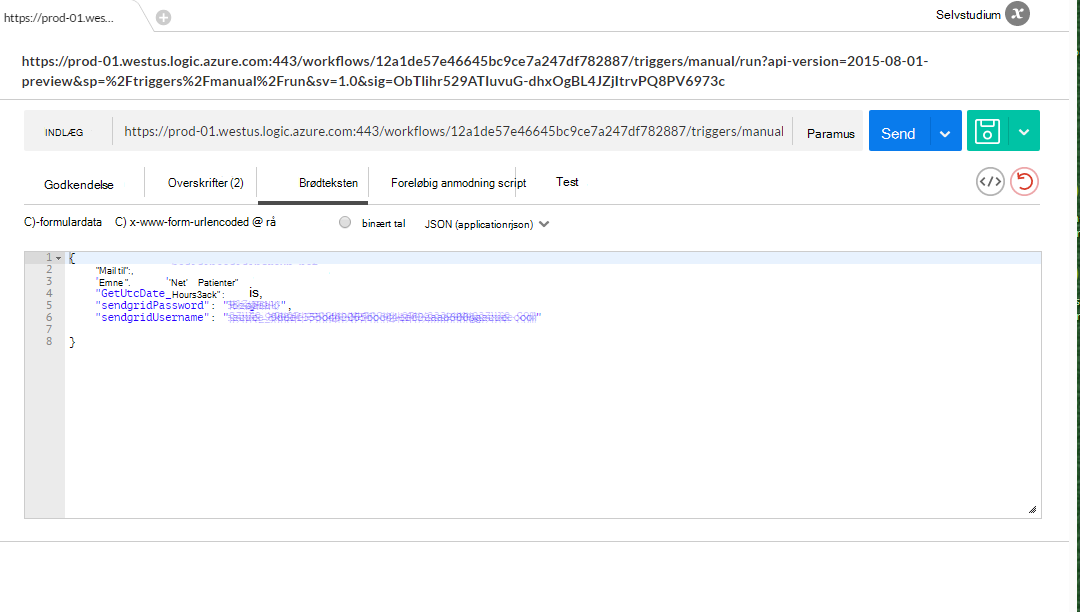 https://prod-01.wes...
Selvstudium
https://prod-01.westus.logic.azure.com:443/workflows/12a1de57e46645bc9ce7a247df782887/triggers/manual/run?api-version=2015-08-01-
preview&sp=%2Ftriggers%2Fmanual%2Frun&sv=1.0&sig=ObTlihr529ATIuvuG-dhxOgBL4JZjItrvPQ8PV6973c
INDLÆG https://prod-01.westus.logic.azure.com:443/workflows/12a1de57e46645bc9ce7a247df782887/triggers/manual Paramus Send
Godkendelse Overskrifter (2) Brødteksten Foreløbig anmodning script Test
C)-formulardata C) x-www-form-urlencoded @ rå binært tal JSON (applicationrjson)
1 {
2 "Mail til":,
3 'Emne ". 'Net' Patienter"
4 "GetUtcDate_Hours3ack": is,
5 "sendgridPassword": " ",
6 "sendgridUsername": " "
7
8 }